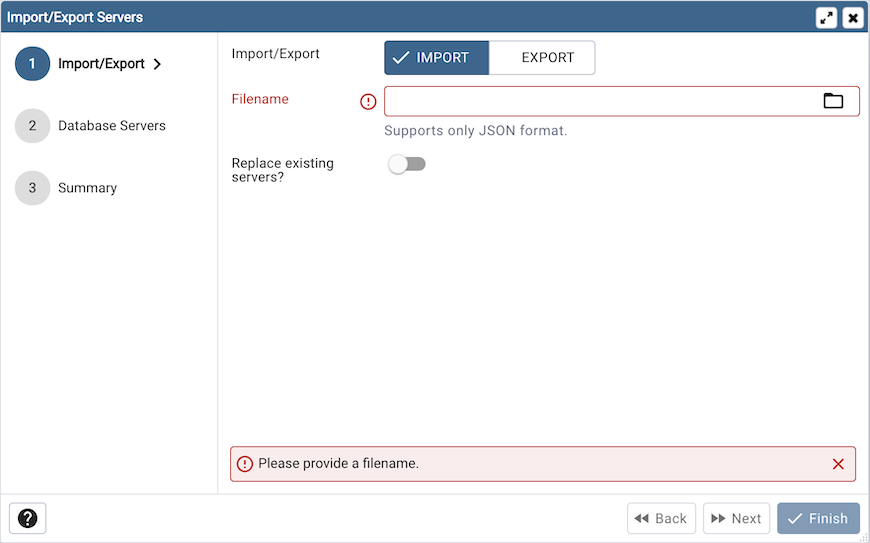 Import/Export Servers
1 Import/Export
2 Database Servers
3 Summary
Import/Export
IMPORT EXPORT
Filename
Supports only JSON format.
Replace existing
servers?
Please provide a filename.
Back Next Finish